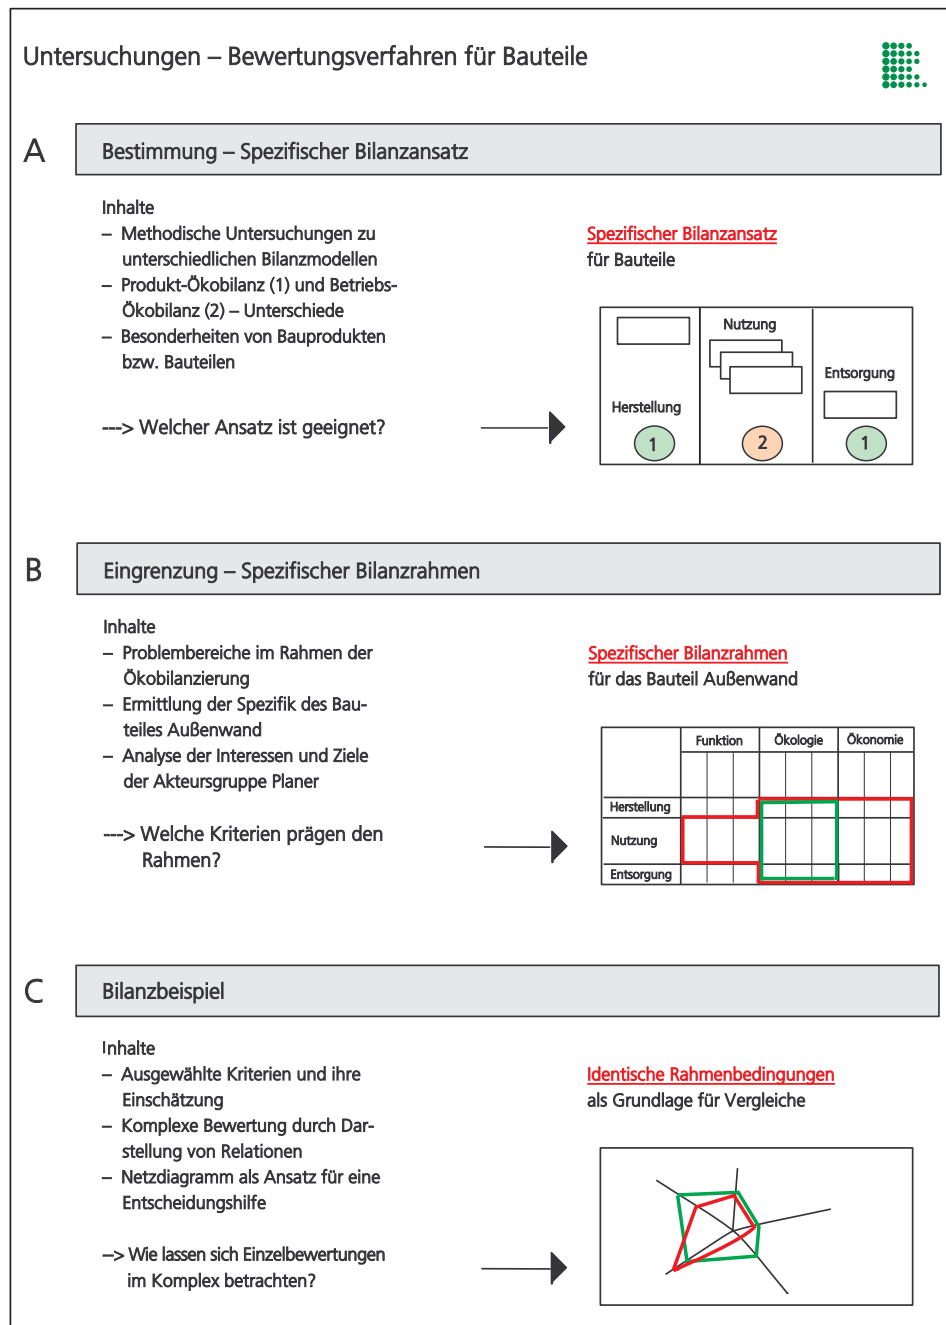 Untersuchungen – Bewertungsverfahren für Bauteile
A
Bestimmung – Spezifischer Bilanzansatz
Inhalte
– Methodische Untersuchungen zu
unterschiedlichen Bilanzmodellen
– Produkt-Ökobilanz (1) und Betriebs-
Ökobilanz (2) – Unterschiede
– Besonderheiten von Bauprodukten
bzw. Bauteilen
---> Welcher Ansatz ist geeignet?
Spezifischer Bilanzansatz
für Bauteile
Nutzung
Entsorgung
Herstellung
1
2
1
B
Eingrenzung – Spezifischer Bilanzrahmen
Inhalte
– Problembereiche im Rahmen der
Ökobilanzierung
– Ermittlung der Spezifik des Bau-
teiles Außenwand
– Analyse der Interessen und Ziele
der Akteursgruppe Planer
---> Welche Kriterien prägen den
Rahmen?
Spezifischer Bilanzrahmen
für das Bauteil Außenwand
Funktion Ökologie Ökonomie
Herstellung
Nutzung
Entsorgung
C
Bilanzbeispiel
Inhalte
– Ausgewählte Kriterien und ihre
Einschätzung
– Komplexe Bewertung durch Dar-
stellung von Relationen
– Netzdiagramm als Ansatz für eine
Entscheidungshilfe
--> Wie lassen sich Einzelbewertungen
im Komplex betrachten?
Identische Rahmenbedingungen
als Grundlage für Vergleiche